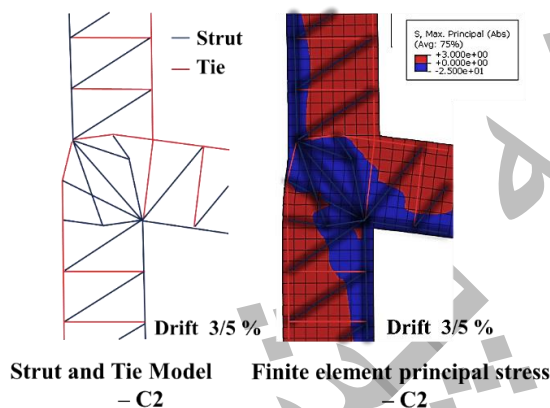 Strut
Tie
S, Max. Principal (Abs)
(Avg: 75%)
+3.000e+00
+0.000e+00
-2.500e+01
Drift 3/5 %
Drift 3/5 %
Strut and Tie Model
– C2
Finite element principal stress
– C2